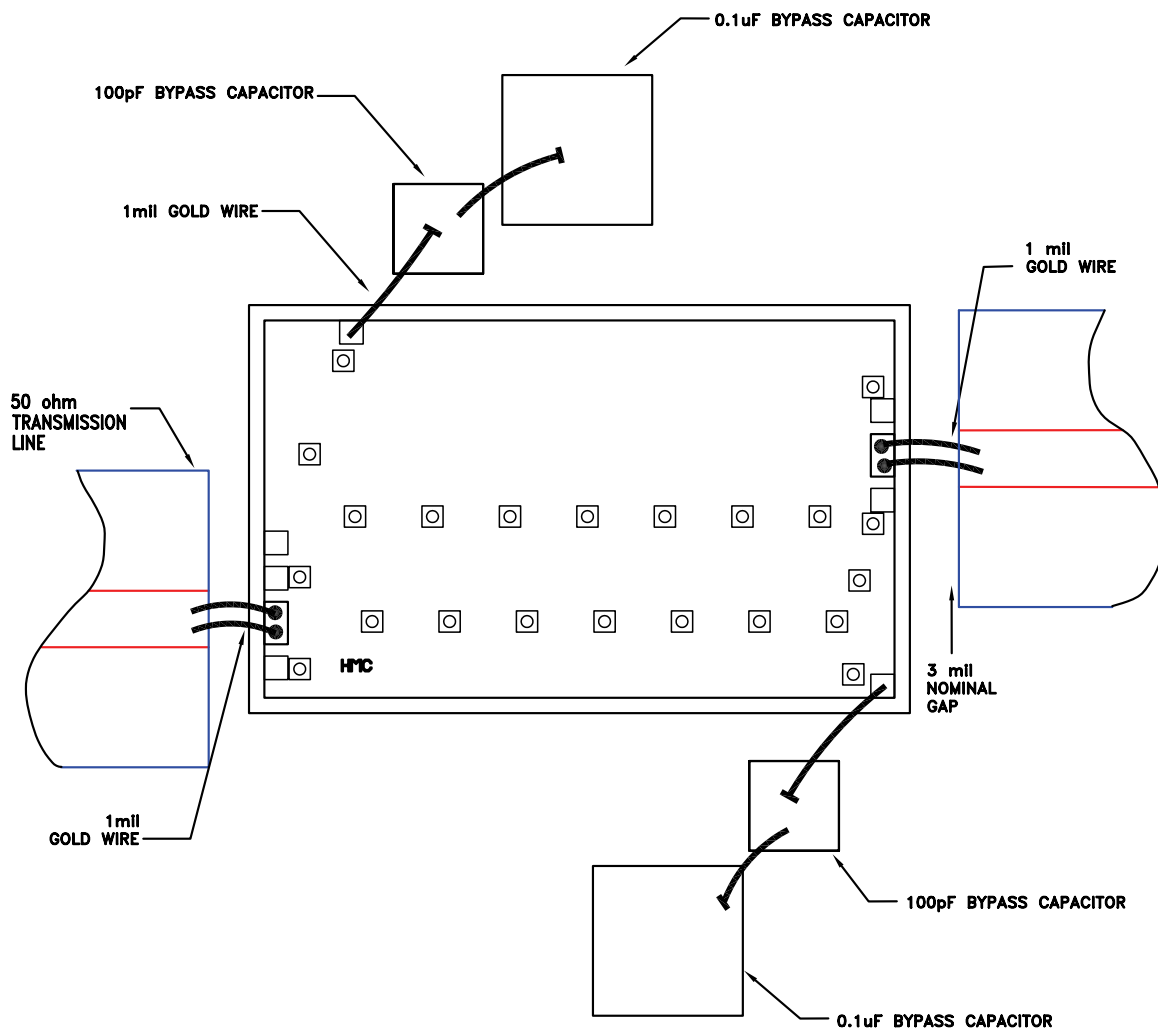 0.1uF BYPASS CAPACITOR
100pF BYPASS CAPACITOR
1mil GOLD WIRE
1 mil
GOLD WIRE
50 ohm
TRANSMISSION
LINE
HMC
3 mil
NOMINAL
GAP
1mil
GOLD WIRE
100pF BYPASS CAPACITOR
0.1uF BYPASS CAPACITOR